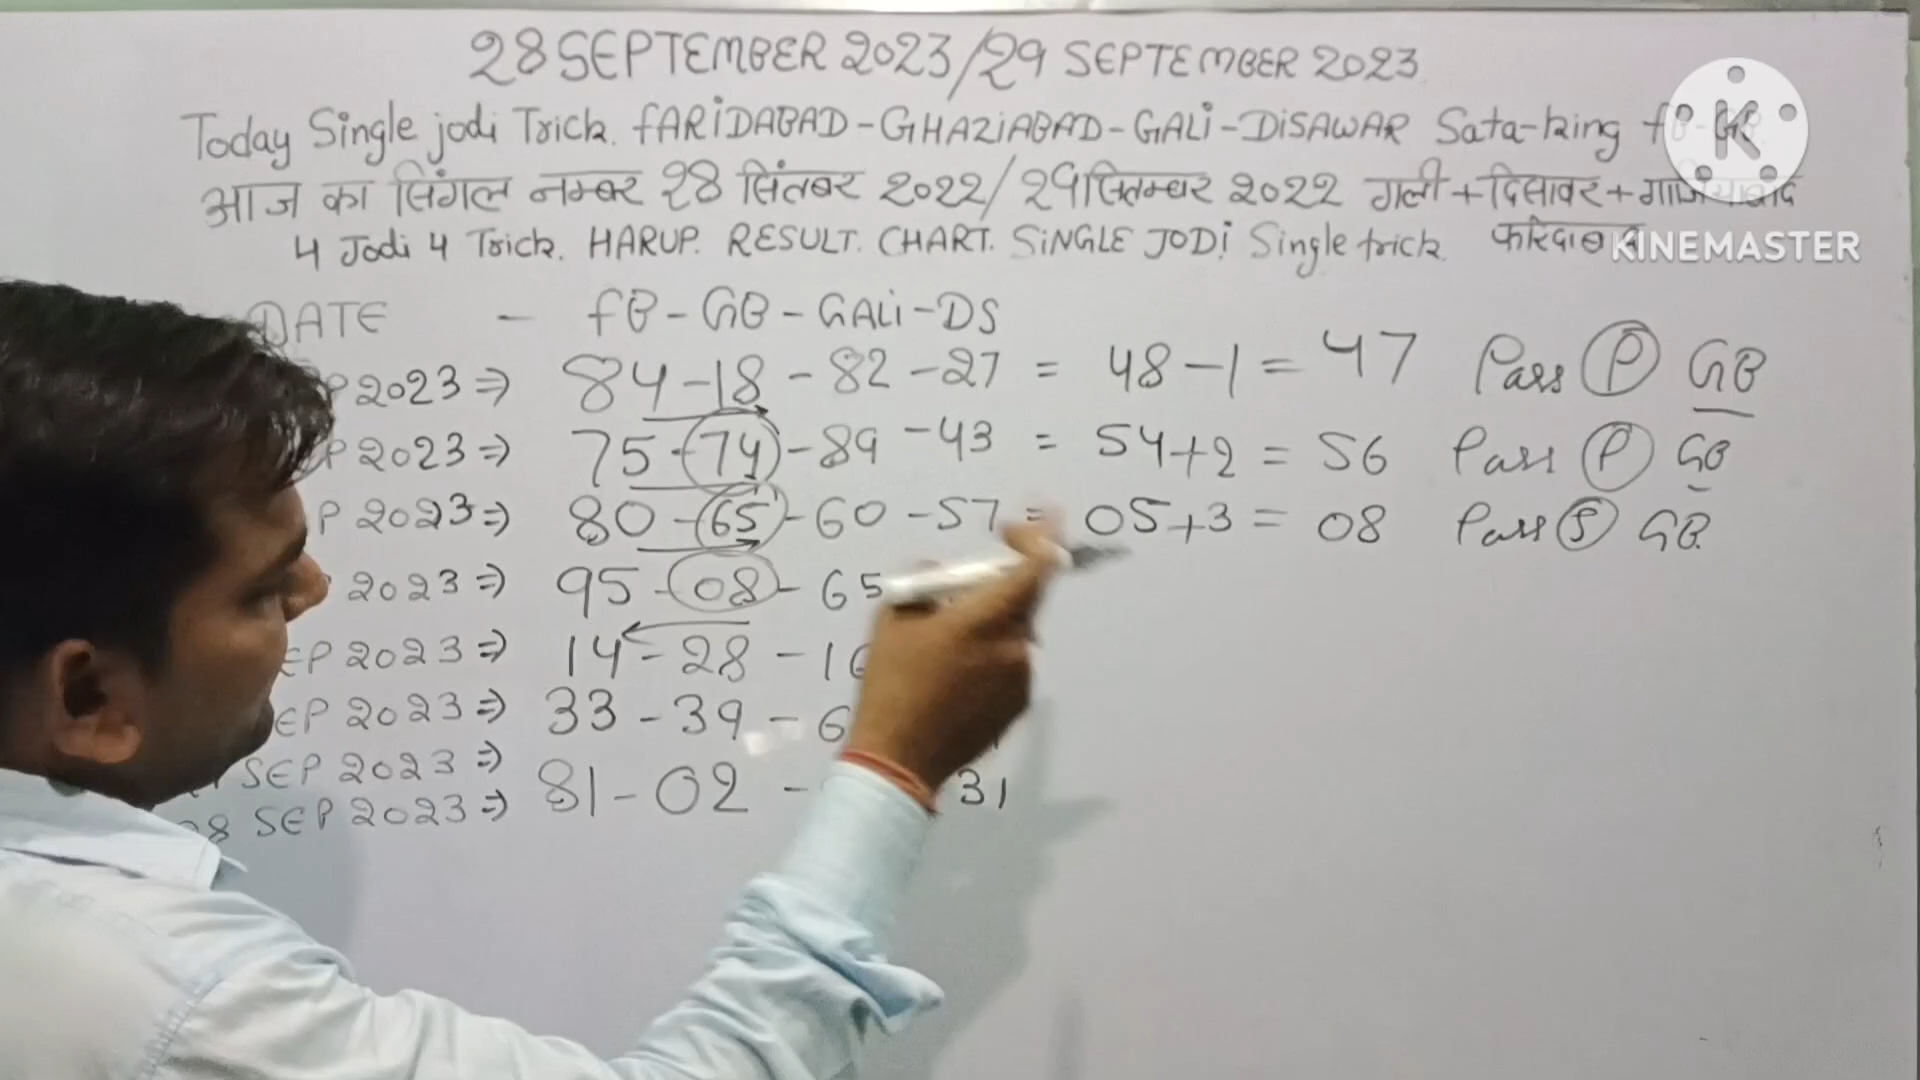 28 SEPTEMBER 2023/29 SEPTEMBER 2023
Today Single jodi Trick. fARiDABAD-GHAZiABAD-GALi-DiSAWAR Sata-king
आज का सिंगल नम्बर 28 सिंतबर 2022/29 सितम्बर 2022 गली+दिसावर+
4 Jodi 4 Trick. HARUP. RESULT. CHART. SiNGLE JODi Single trick.
KINEMASTER
DATE - fB-GB-GALi-DS
P 2023⇒ 84-18-82-27 = 48-1 = 47 Pass (P) GB
P 2023⇒ 75-74-89-43 = 54+2 = 56 Pass (P) GB
P 2023⇒ 80-65-60-57 = 05+3 = 08 Pass (S) GB
2023⇒ 95-08-65
EP 2023⇒ 14-28-
EP 2023⇒ 33-39-6
SEP 2023⇒
08 SEP 2023⇒ 81-02- 31